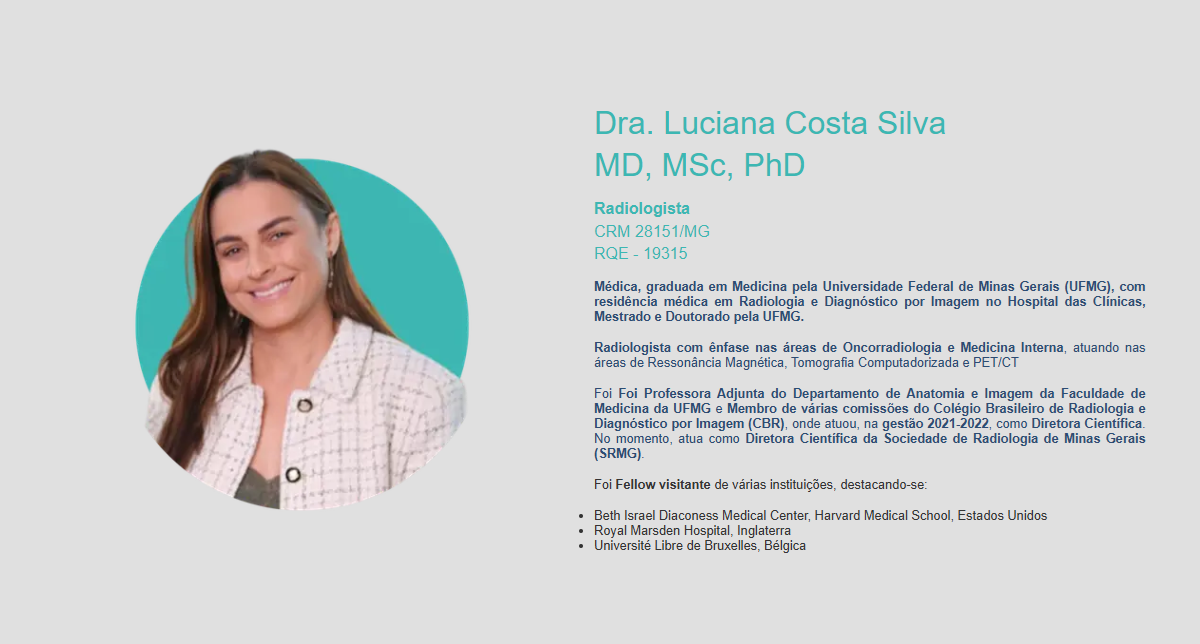 Dra. Luciana Costa Silva
MD, MSc, PhD
Radiologista
CRM 28151/MG
RQE - 19315
Médica, graduada em Medicina pela Universidade Federal de Minas Gerais (UFMG), com
residência médica em Radiologia e Diagnóstico por Imagem no Hospital das Clínicas,
Mestrado e Doutorado pela UFMG.
Radiologista com ênfase nas áreas de Oncorradiologia e Medicina Interna, atuando nas
áreas de Ressonância Magnética, Tomografia Computadorizada e PET/CT
Foi Foi Professora Adjunta do Departamento de Anatomia e Imagem da Faculdade de
Medicina da UFMG e Membro de várias comissões do Colégio Brasileiro de Radiologia e
Diagnóstico por Imagem (CBR), onde atuou, na gestão 2021-2022, como Diretora Científica.
No momento, atua como Diretora Científica da Sociedade de Radiologia de Minas Gerais
(SRMG).
Foi Fellow visitante de várias instituições, destacando-se:
• Beth Israel Diaconess Medical Center, Harvard Medical School, Estados Unidos
• Royal Marsden Hospital, Inglaterra
• Université Libre de Bruxelles, Bélgica